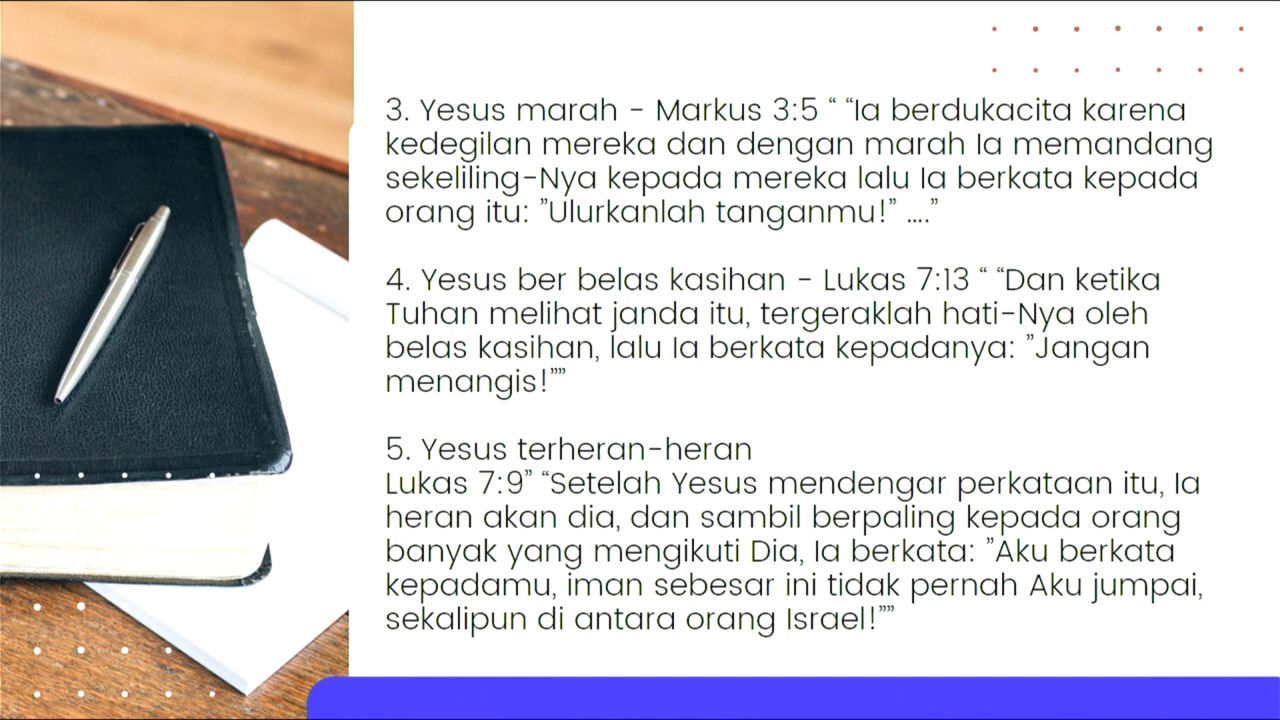 3. Yesus marah - Markus 3:5 “ “Ia berdukacita karena
kedegilan mereka dan dengan marah Ia memandang
sekeliling-Nya kepada mereka lalu Ia berkata kepada
orang itu: ”Ulurkanlah tanganmu!” ....”
4. Yesus ber belas kasihan - Lukas 7:13 “ “Dan ketika
Tuhan melihat janda itu, tergeraklah hati-Nya oleh
belas kasihan, lalu Ia berkata kepadanya: ”Jangan
menangis!””
5. Yesus terheran-heran
Lukas 7:9” “Setelah Yesus mendengar perkataan itu, Ia
heran akan dia, dan sambil berpaling kepada orang
banyak yang mengikuti Dia, Ia berkata: ”Aku berkata
kepadamu, iman sebesar ini tidak pernah Aku jumpai,
sekalipun di antara orang Israel!””